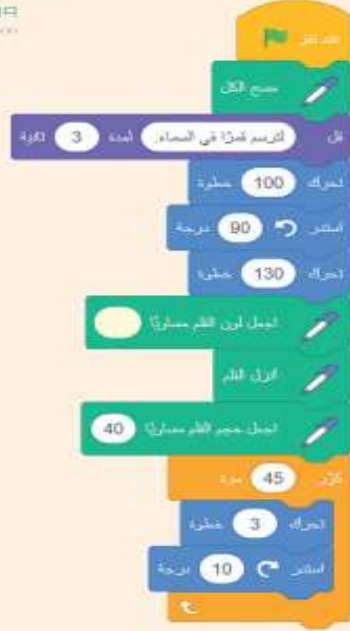 عند نقر
مسح الكل
قل لنرسم قمرًا في السماء. لمدة 3 ثانية
تحرك 100 خطوة
استدر 90 درجة
تحرك 130 خطوة
اجعل لون القلم مساويًا
أنزل القلم
اجعل حجم القلم مساويًا 40
كرّر 45 مرة
تحرك 3 خطوة
استدر 10 درجة